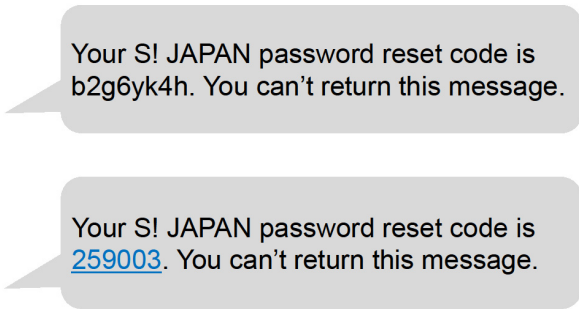 Your S! JAPAN password reset code is
b2g6yk4h. You can’t return this message.
Your S! JAPAN password reset code is
259003. You can’t return this message.